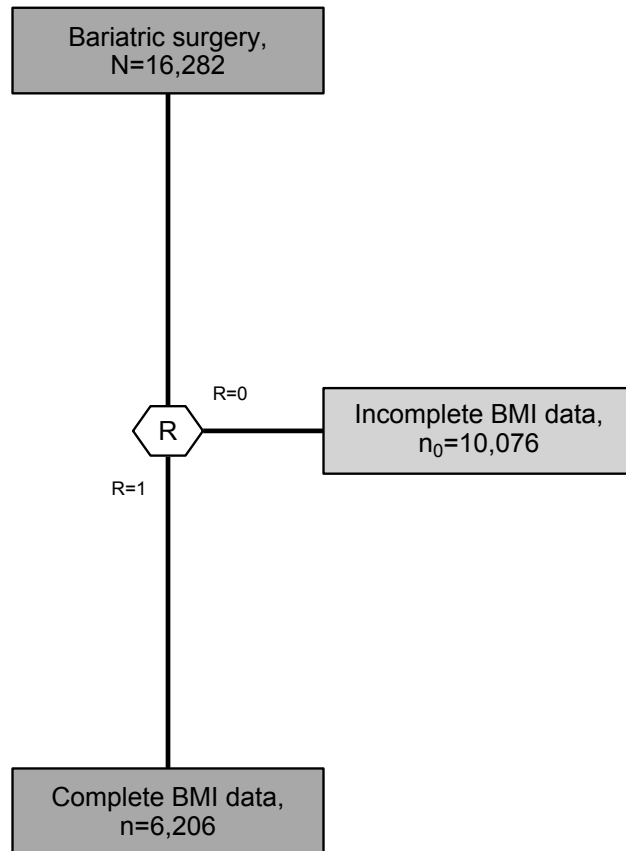 Bariatric surgery,
N=16,282
R=0
R
Incomplete BMI data,
n₀=10,076
R=1
Complete BMI data,
n=6,206